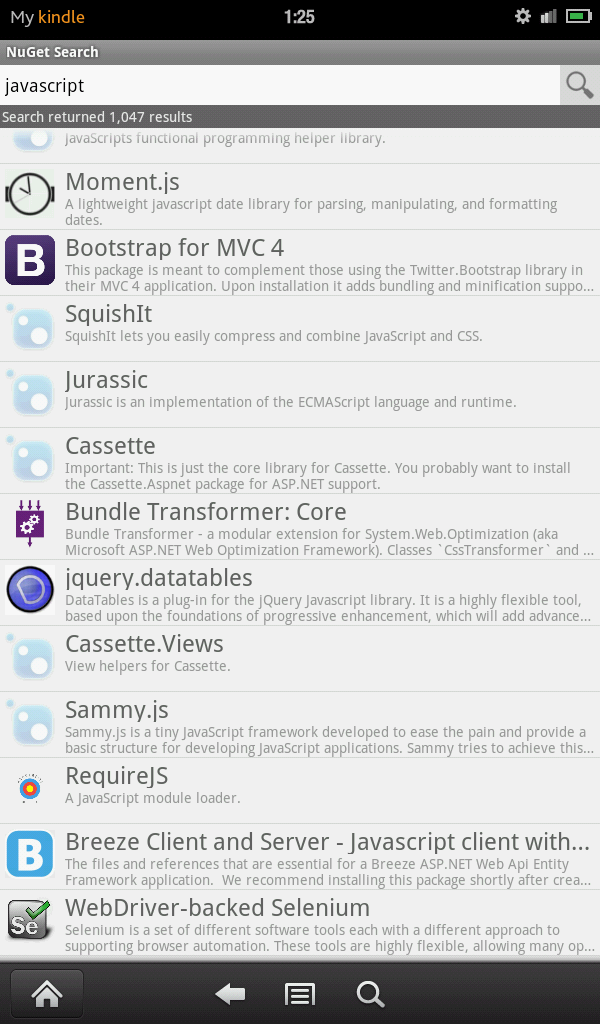 My kindle 1:25
NuGet Search
javascript
Search returned 1,047 results
JavaScripts functional programming helper library.
Moment.js
A lightweight javascript date library for parsing, manipulating, and formatting
dates.
B
Bootstrap for MVC 4
This package is meant to complement those using the Twitter.Bootstrap library in
their MVC 4 application. Upon installation it adds bundling and minification suppo...
SquishIt
SquishIt lets you easily compress and combine JavaScript and CSS.
Jurassic
Jurassic is an implementation of the ECMAScript language and runtime.
Cassette
Important: This is just the core library for Cassette. You probably want to install
the Cassette.Aspnet package for ASP.NET support.
Bundle Transformer: Core
Bundle Transformer - a modular extension for System.Web.Optimization (aka
Microsoft ASP.NET Web Optimization Framework). Classes `CssTransformer` and ...
jquery.datatables
DataTables is a plug-in for the jQuery Javascript library. It is a highly flexible tool,
based upon the foundations of progressive enhancement, which will add advance...
Cassette.Views
View helpers for Cassette.
Sammy.js
Sammy.js is a tiny JavaScript framework developed to ease the pain and provide a
basic structure for developing JavaScript applications. Sammy tries to achieve this...
RequireJS
A JavaScript module loader.
B
Breeze Client and Server - Javascript client with...
The files and references that are essential for a Breeze ASP.NET Web Api Entity
Framework application.  We recommend installing this package shortly after crea...
Se
WebDriver-backed Selenium
Selenium is a set of different software tools each with a different approach to
supporting browser automation. These tools are highly flexible, allowing many op...